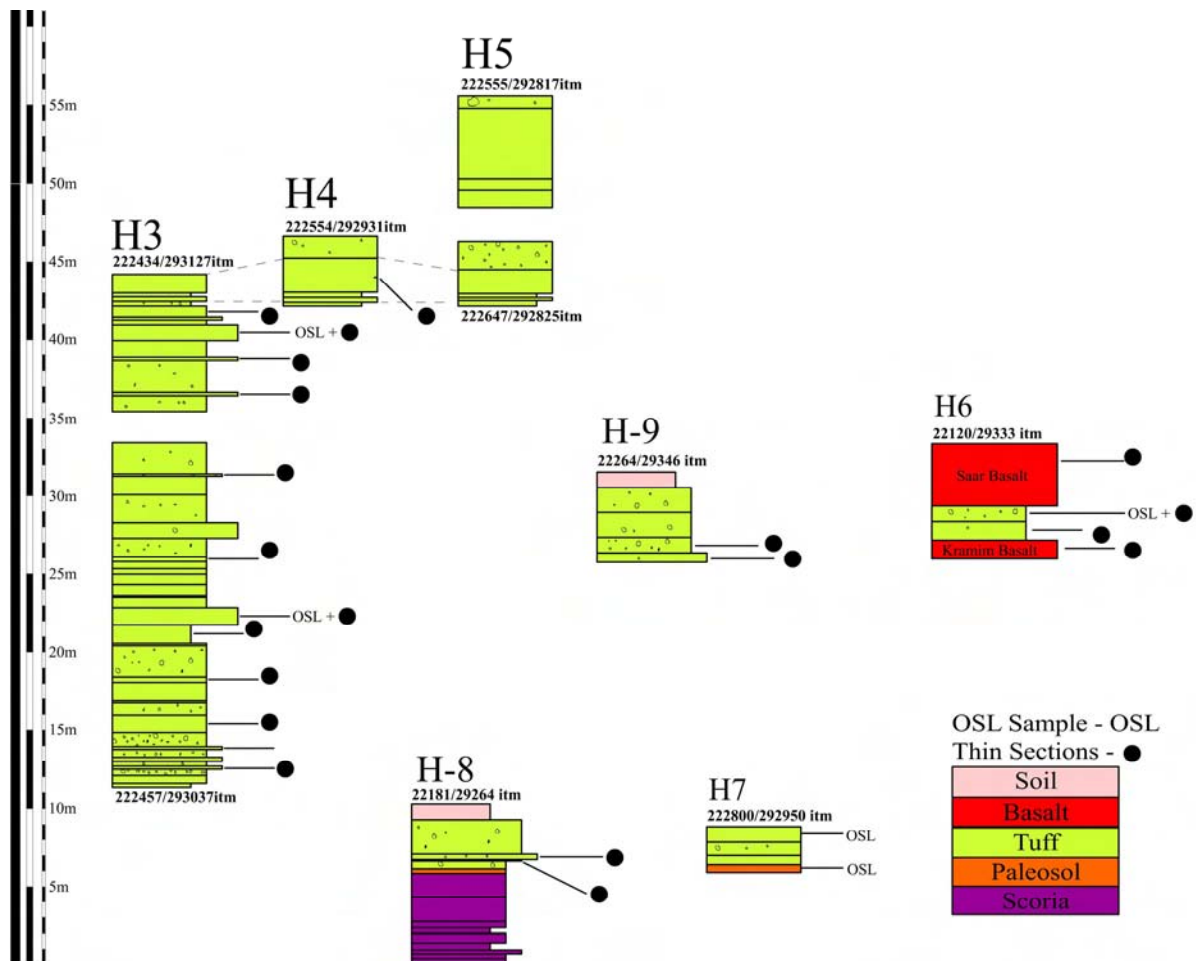 H5
222555/292817itm
55m
50m
H4
222554/292931itm
H3
222434/293127itm
45m
222647/292825itm
OSL +
40m
35m
H6
22120/29333 itm
H-9
22264/29346 itm
Saar Basalt
OSL +
Kramim Basalt
30m
25m
OSL +
20m
15m
222457/293037itm
OSL Sample - OSL
Thin Sections -
Soil
Basalt
Tuff
Paleosol
Scoria
H-8
22181/29264 itm
H7
222800/292950 itm
10m
OSL
OSL
5m